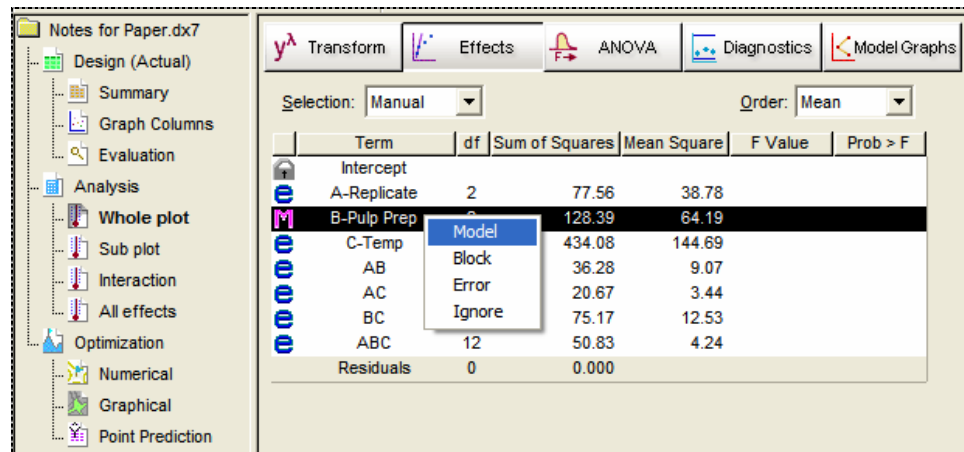 Notes for Paper.dx7
Design (Actual)
Summary
Graph Columns
Evaluation
Analysis
Whole plot
Sub plot
Interaction
All effects
Optimization
Numerical
Graphical
Point Prediction
yλ Transform Effects F ANOVA Diagnostics Model Graphs
Selection: Manual Order: Mean
Term df Sum of Squares Mean Square F Value Prob > F
Intercept
e A-Replicate 2 77.56 38.78
M B-Pulp Prep 128.39 64.19
e C-Temp 434.08 144.69
e AB 36.28 9.07
e AC 20.67 3.44
e BC 75.17 12.53
e ABC 12 50.83 4.24
Residuals 0 0.000
Model
Block
Error
Ignore